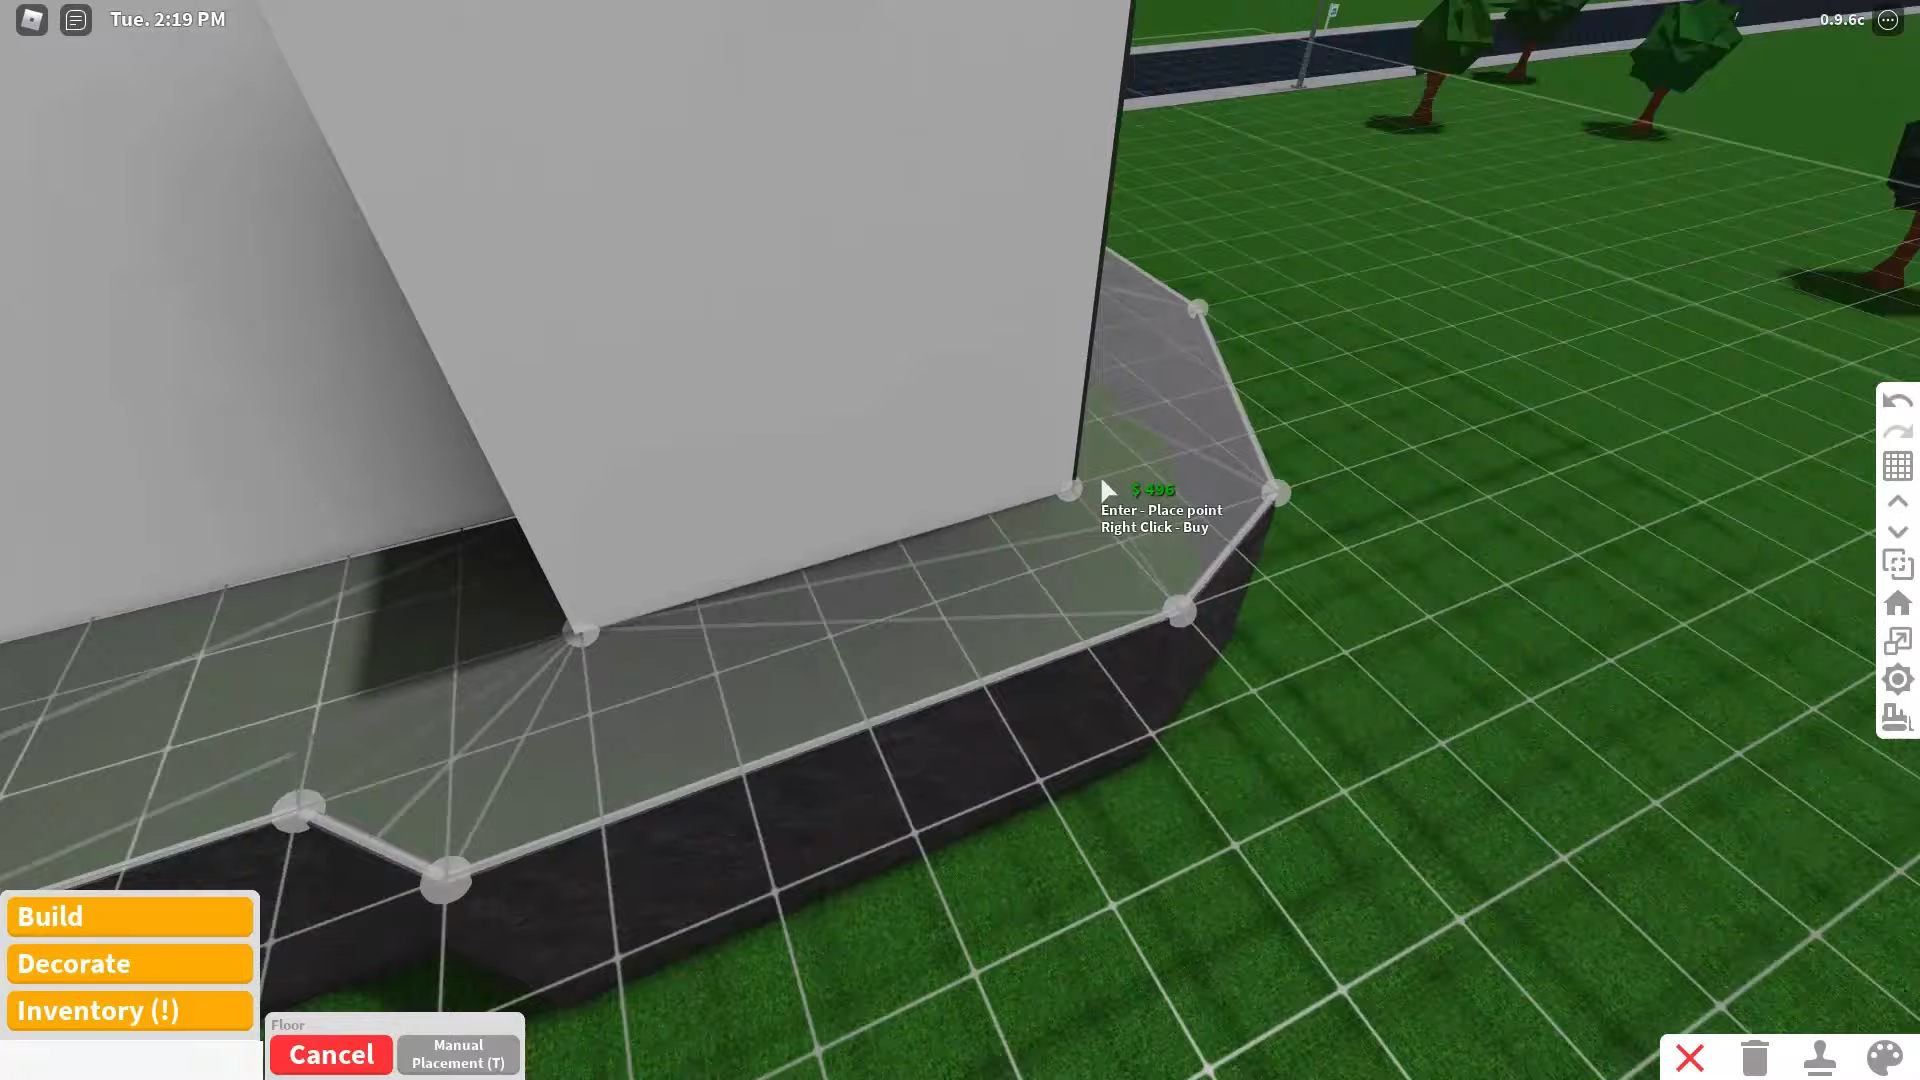 Tue. 2:19 PM
0.9.6c
$ 496
Enter - Place point
Right Click - Buy
Build
Decorate
Inventory (!)
Floor
Cancel
Manual
Placement (T)